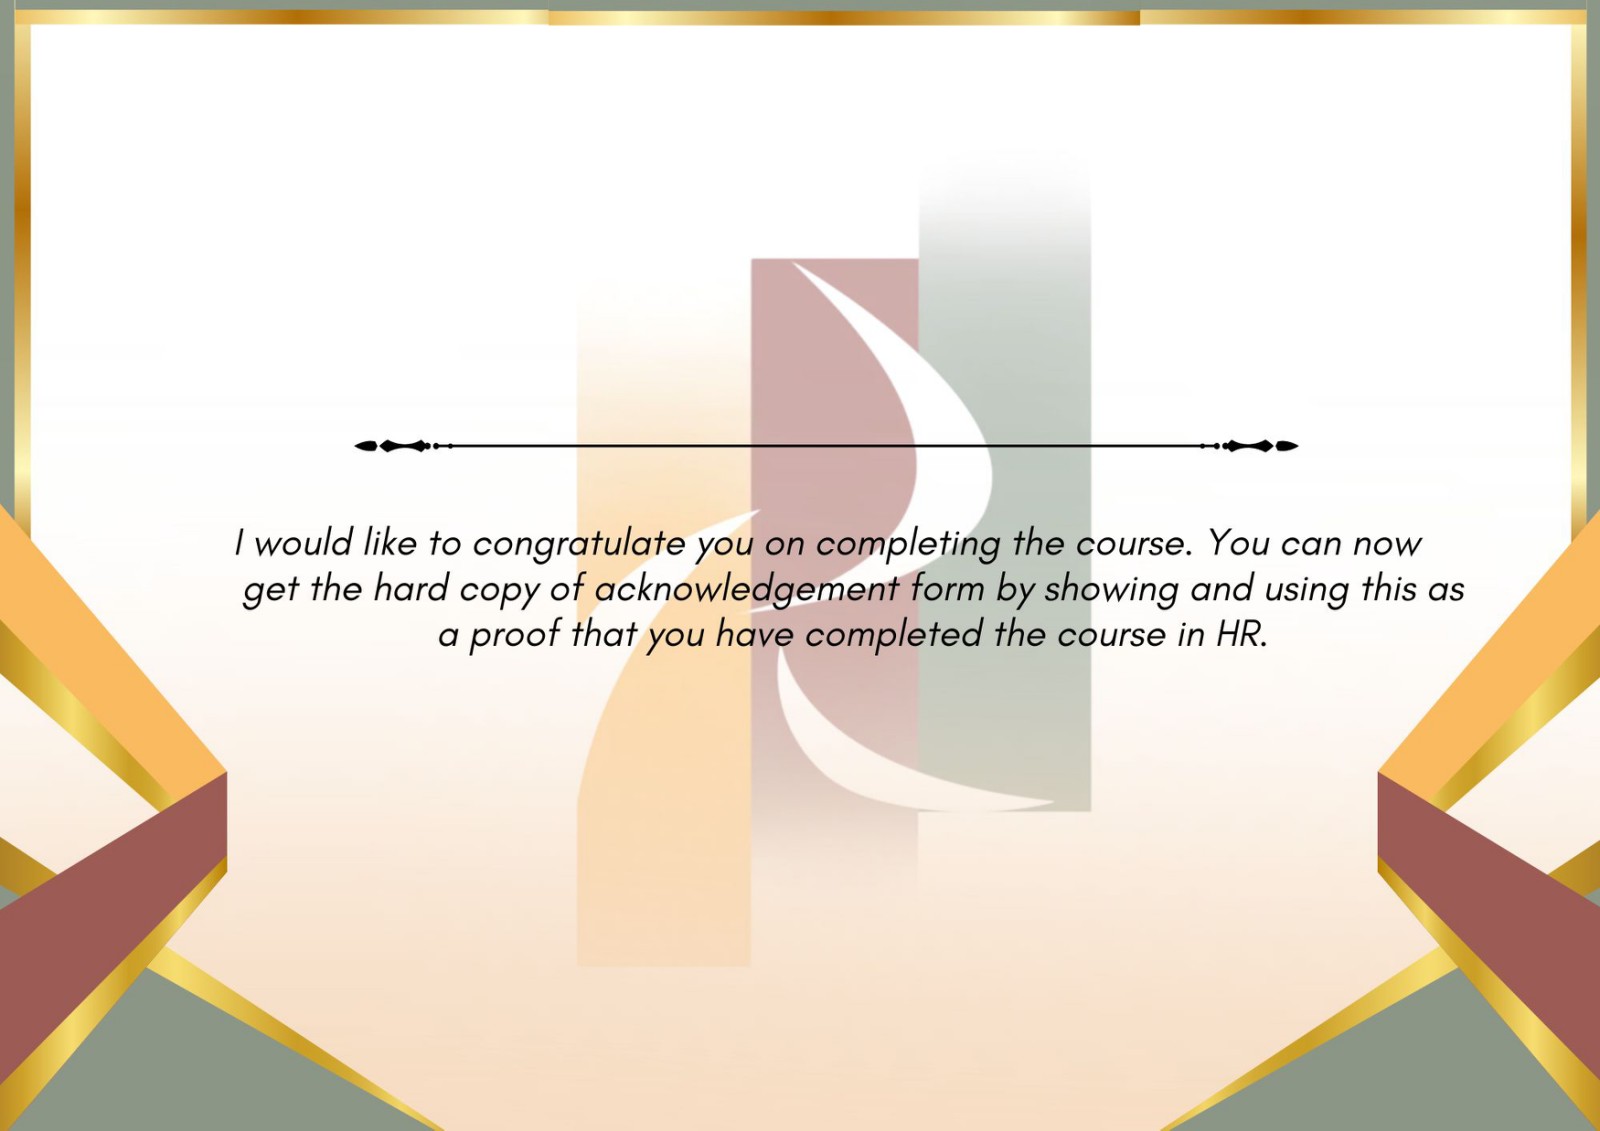 I would like to congratulate you on completing the course. You can now
get the hard copy of acknowledgement form by showing and using this as
a proof that you have completed the course in HR.